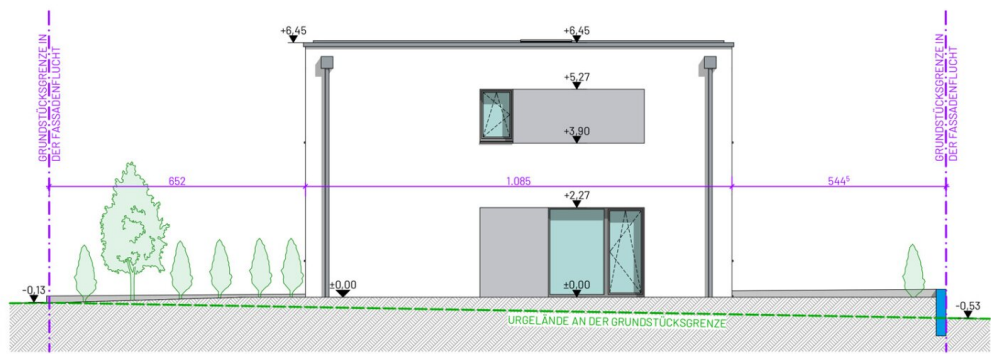 +6,45
+6,45
GRUNDSTÜCKSGRENZE IN
DER FASSADENFLUCHT
GRUNDSTÜCKSGRENZE IN
DER FASSADENFLUCHT
+5,27
+3,90
652
1.085
544⁵
+2,27
-0,13
±0,00
±0,00
-0,53
URGELÄNDE AN DER GRUNDSTÜCKSGRENZE